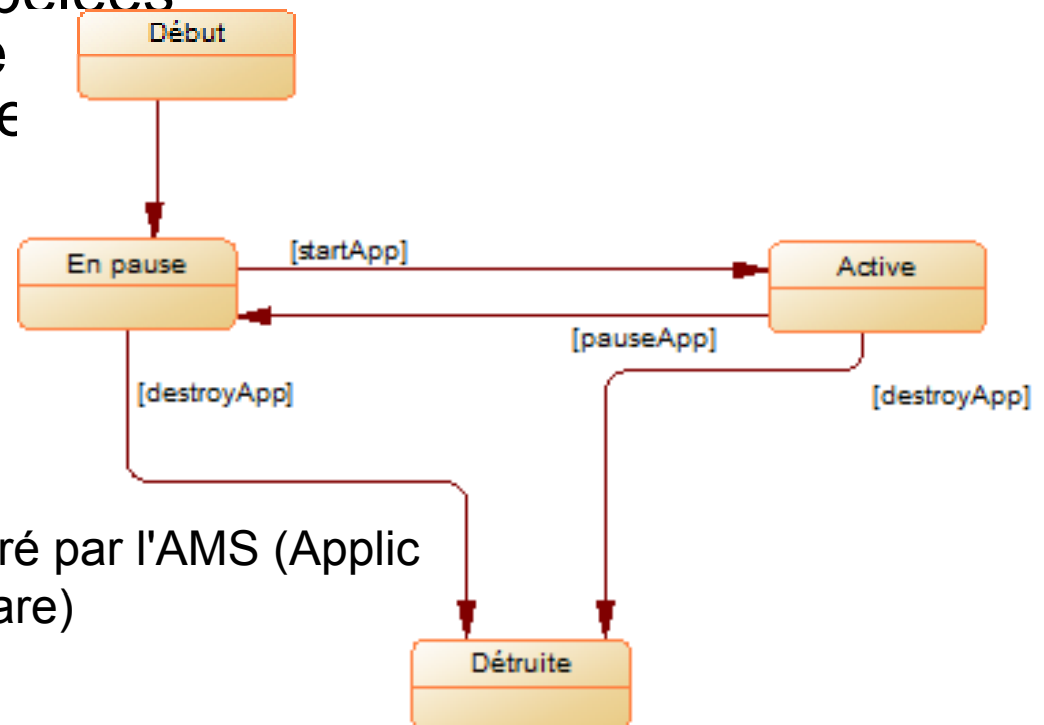 Début
En pause
[startApp]
Active
[pauseApp]
[destroyApp]
[destroyApp]
ré par l'AMS (Applic
are)
Détruite